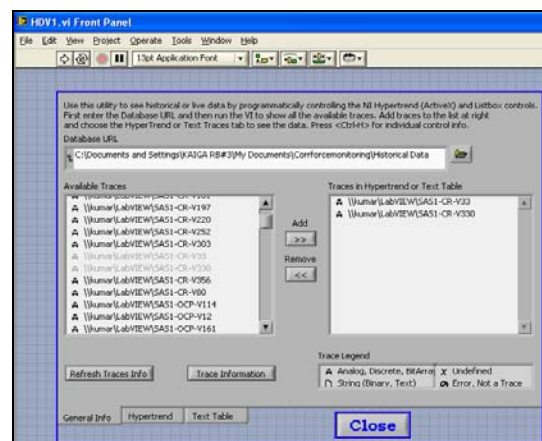 HDV1.vi Front Panel
File Edit View Project Operate Tools Window Help
13pt Application Font
Use this utility to see historical or live data by programmatically controlling the NI Hypertrend (ActiveX) and Listbox controls.
First enter the Database URL and then run the VI to show all the available traces. Add traces to the list at right
and choose the HyperTrend or Text Traces tab to see the data. Press <Ctrl-H> for individual control info.
Database URL
C:\Documents and Settings\KAIGA RB#3\My Documents\Corrforcemonitoring\Historical Data
Available Traces
\\kumar\LabVIEW\SAS1-CR-V197
\\kumar\LabVIEW\SAS1-CR-V220
\\kumar\LabVIEW\SAS1-CR-V252
\\kumar\LabVIEW\SAS1-CR-V303
\\kumar\LabVIEW\SAS1-CR-V33
\\kumar\LabVIEW\SAS1-CR-V330
\\kumar\LabVIEW\SAS1-CR-V356
\\kumar\LabVIEW\SAS1-CR-V80
\\kumar\LabVIEW\SAS1-OCP-V114
\\kumar\LabVIEW\SAS1-OCP-V12
\\kumar\LabVIEW\SAS1-OCP-V161
Add
>>
Remove
<<
Traces in Hypertrend or Text Table
\\kumar\LabVIEW\SAS1-CR-V33
\\kumar\LabVIEW\SAS1-CR-V330
Refresh Traces Info
Trace Information
Trace Legend
Analog, Discrete, BitArray Undefined
String (Binary, Text) Error, Not a Trace
General Info Hypertrend Text Table
Close